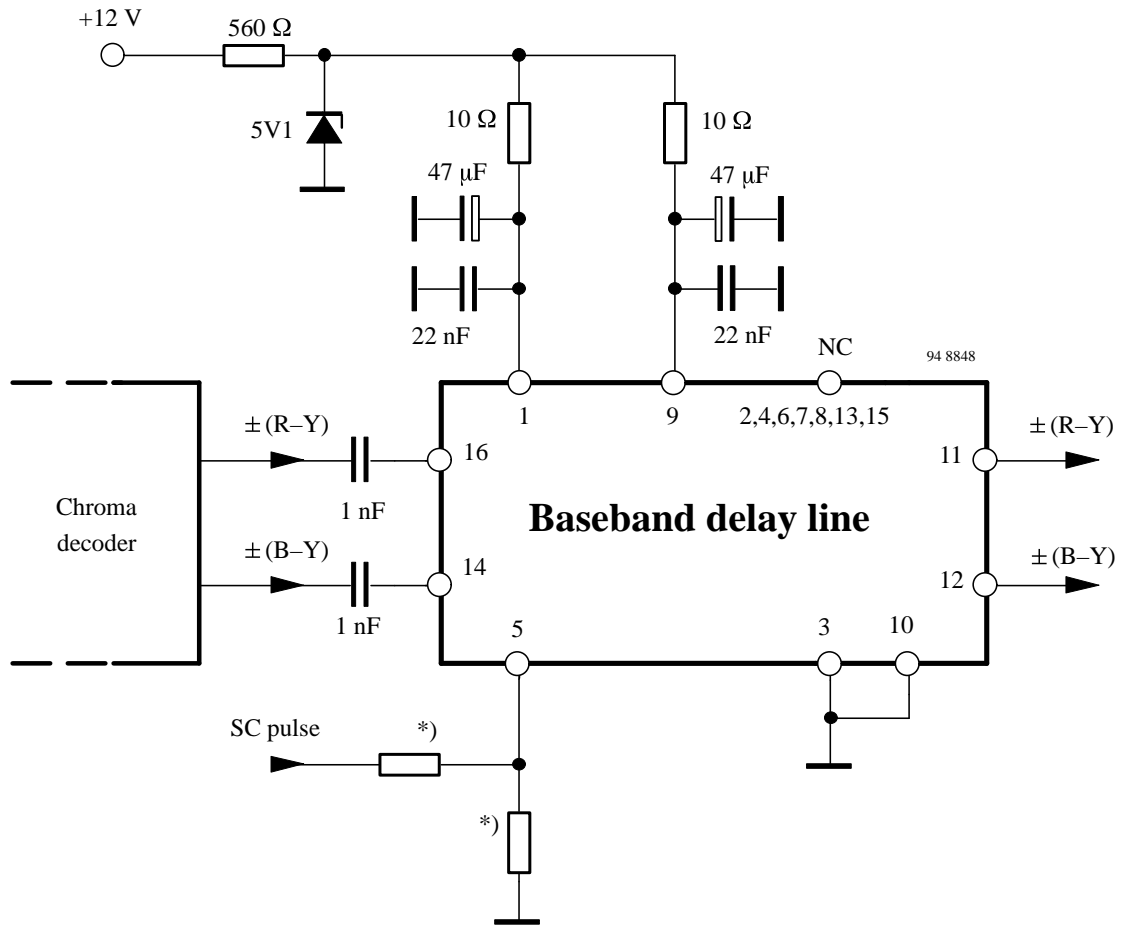 +12 V
560 Ω
5V1
10 Ω
10 Ω
47 μF
47 μF
22 nF
22 nF
NC
94 8848
1
9
2,4,6,7,8,13,15
± (R–Y)
16
11
± (R–Y)
1 nF
Chroma
decoder
Baseband delay line
± (B–Y)
14
12
± (B–Y)
1 nF
5
3
10
SC pulse
*)
*)